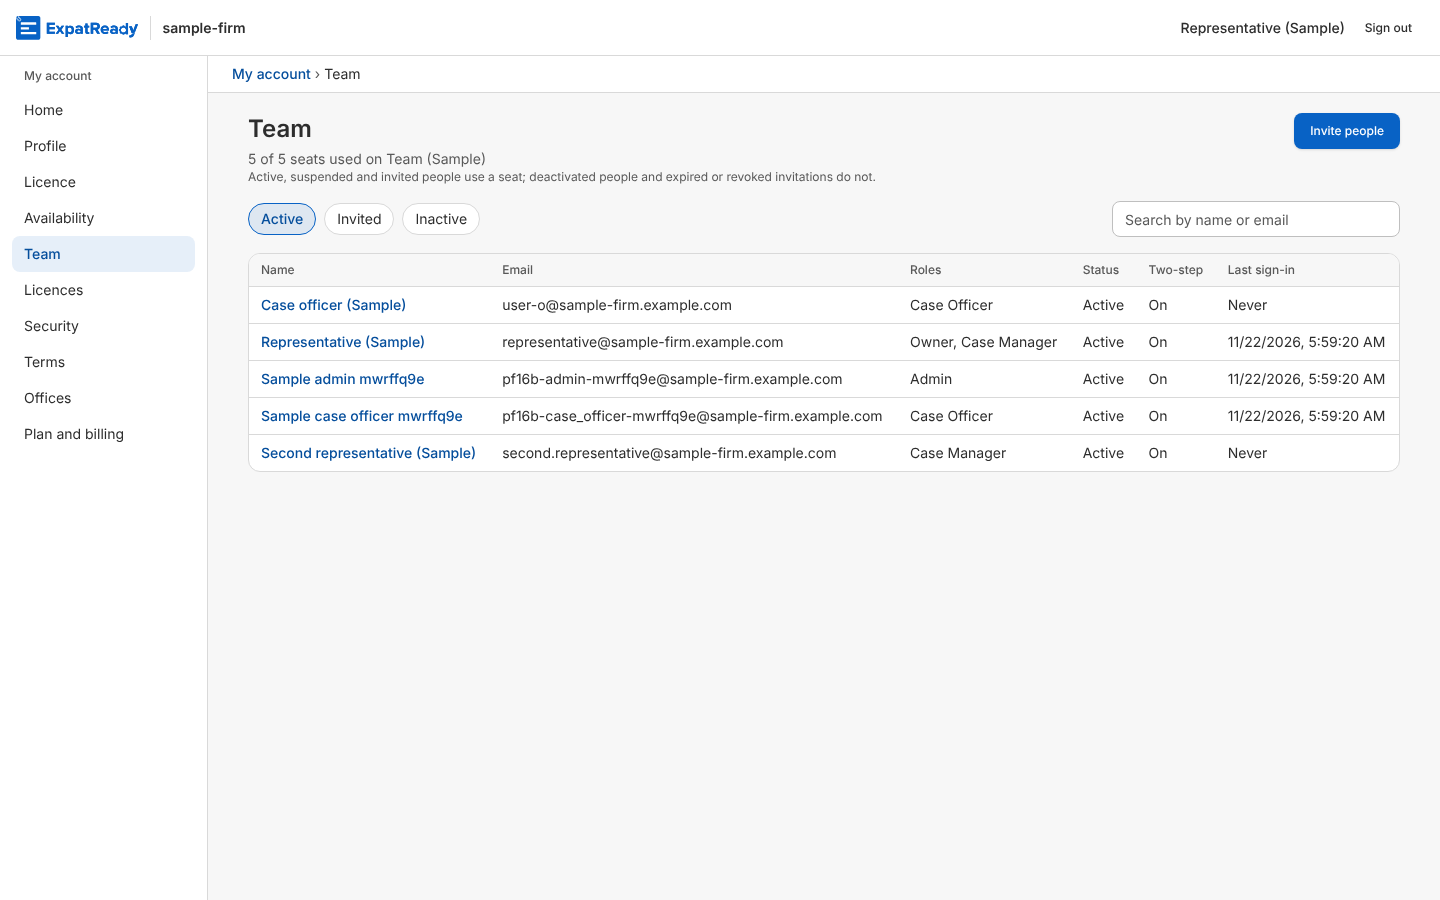 ExpatReady
sample-firm
Representative (Sample)
Sign out
My account
Home
Profile
Licence
Availability
Team
Licences
Security
Terms
Offices
Plan and billing
My account › Team
Team
Invite people
5 of 5 seats used on Team (Sample)
Active, suspended and invited people use a seat; deactivated people and expired or revoked invitations do not.
Active
Invited
Inactive
Search by name or email
Name Email Roles Status Two-step Last sign-in
Case officer (Sample) user-o@sample-firm.example.com Case Officer Active On Never
Representative (Sample) representative@sample-firm.example.com Owner, Case Manager Active On 11/22/2026, 5:59:20 AM
Sample admin mwrffq9e pf16b-admin-mwrffq9e@sample-firm.example.com Admin Active On 11/22/2026, 5:59:20 AM
Sample case officer mwrffq9e pf16b-case_officer-mwrffq9e@sample-firm.example.com Case Officer Active On 11/22/2026, 5:59:20 AM
Second representative (Sample) second.representative@sample-firm.example.com Case Manager Active On Never